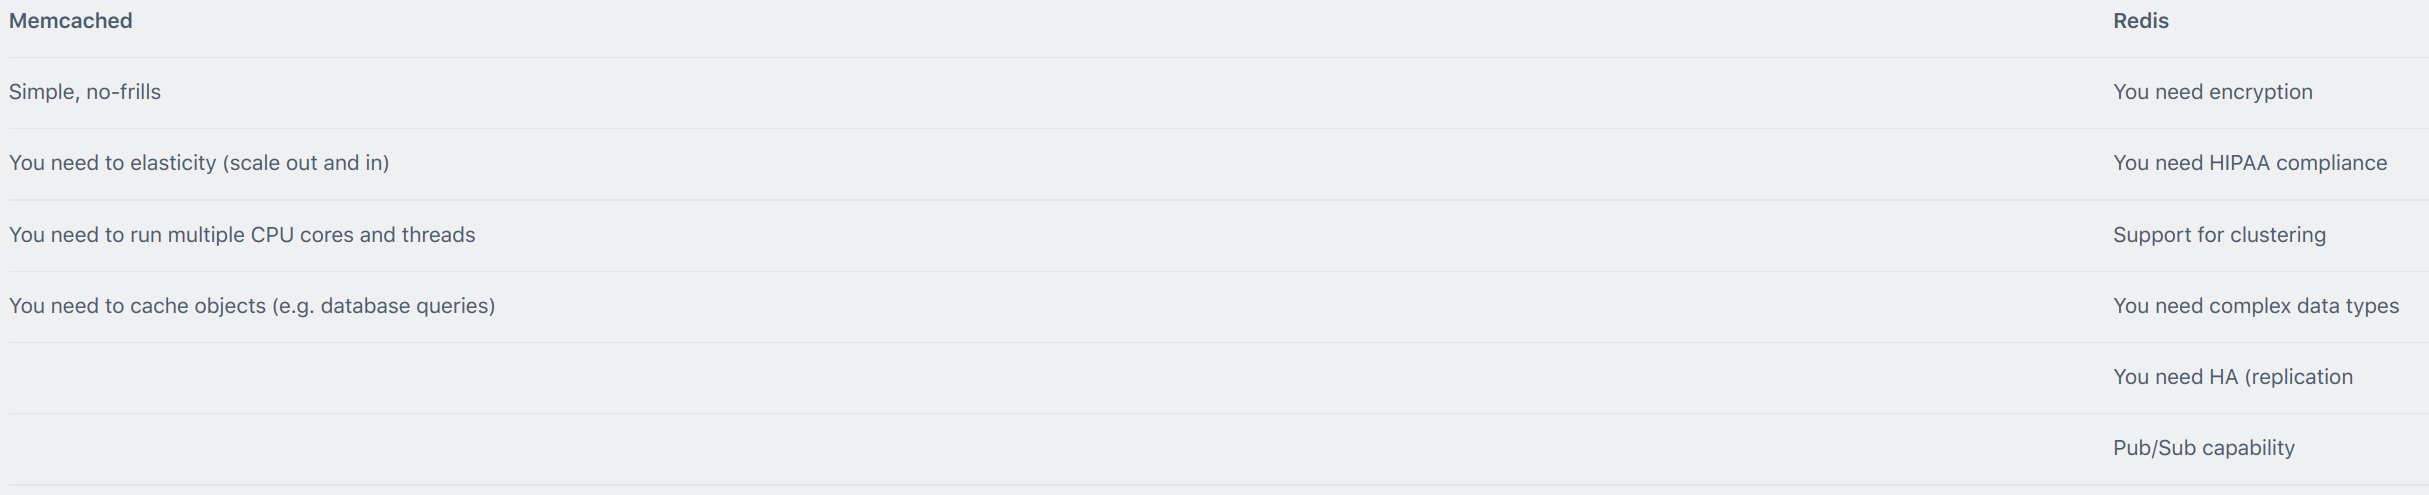 Memcached Redis
Simple, no-frills You need encryption
You need to elasticity (scale out and in) You need HIPAA compliance
You need to run multiple CPU cores and threads Support for clustering
You need to cache objects (e.g. database queries) You need complex data types
You need HA (replication
Pub/Sub capability